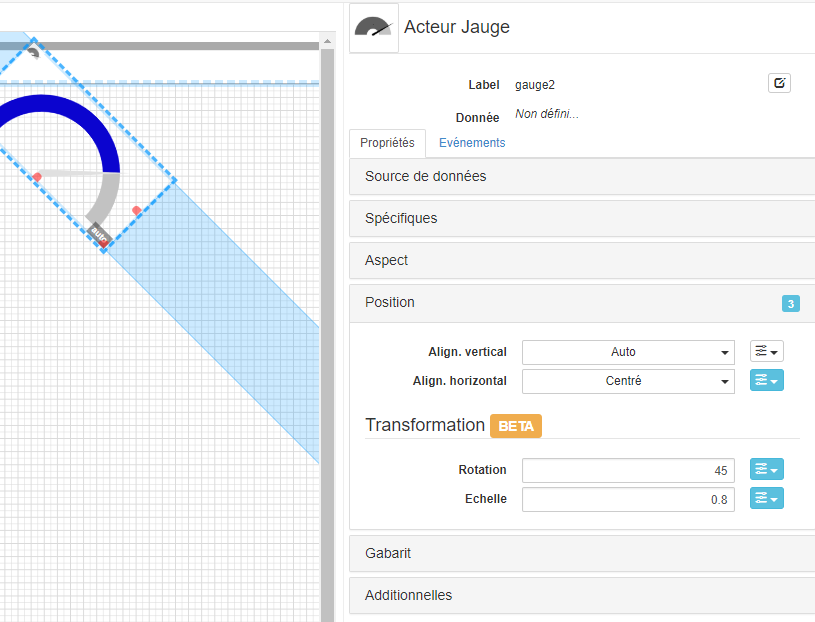 Acteur Jauge
Label gauge2
Donnée Non défini...
Propriétés Evénements
Source de données
Spécifiques
Aspect
Position 3
Align. vertical Auto
Align. horizontal Centré
Transformation BETA
Rotation 45
Echelle 0.8
Gabarit
Additionnelles